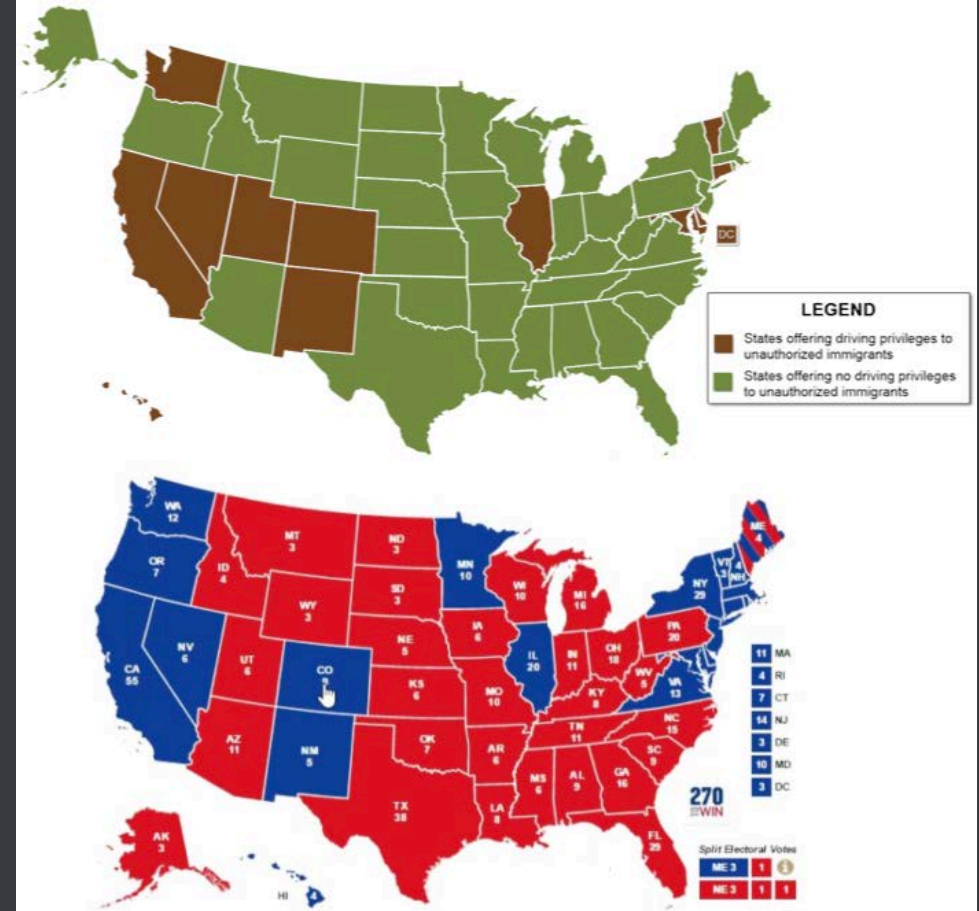 DC
LEGEND
States offering driving privileges to
unauthorized immigrants
States offering no driving privileges
to unauthorized immigrants
WA
12
MT
3
ND
3
MN
10
ME
4
OR
7
ID
4
VT
3
4
NH
SD
3
WI
10
NY
29
WY
3
MI
16
IA
6
PA
20
NE
5
NV
6
UT
6
CO
IL
20
IN
11
OH
18
11 MA
CA
55
WV
5
VA
13
4 RI
KS
6
MO
10
KY
8
7 CT
NC
15
14 NJ
TN
11
AZ
11
NM
5
OK
7
AR
6
SC
9
3 DE
10 MD
MS
6
AL
9
GA
16
3 DC
270
WIN
TX
38
LA
8
AK
3
FL
29
Split Electoral Votes
ME 3 1
NE 3 1 1
HI 4